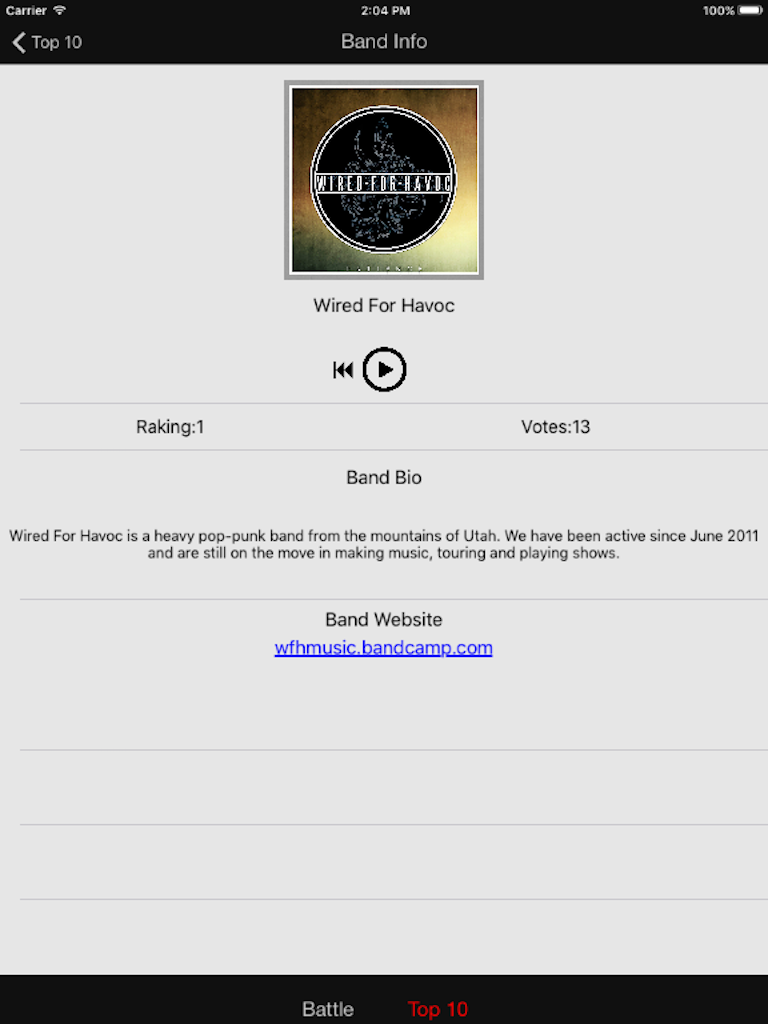 Carrier 2:04 PM 100%
Top 10 Band Info
WIRED-FOR-HAVOC
Wired For Havoc
Raking:1 Votes:13
Band Bio
Wired For Havoc is a heavy pop-punk band from the mountains of Utah. We have been active since June 2011
and are still on the move in making music, touring and playing shows.
Band Website
wfhmusic.bandcamp.com
Battle Top 10